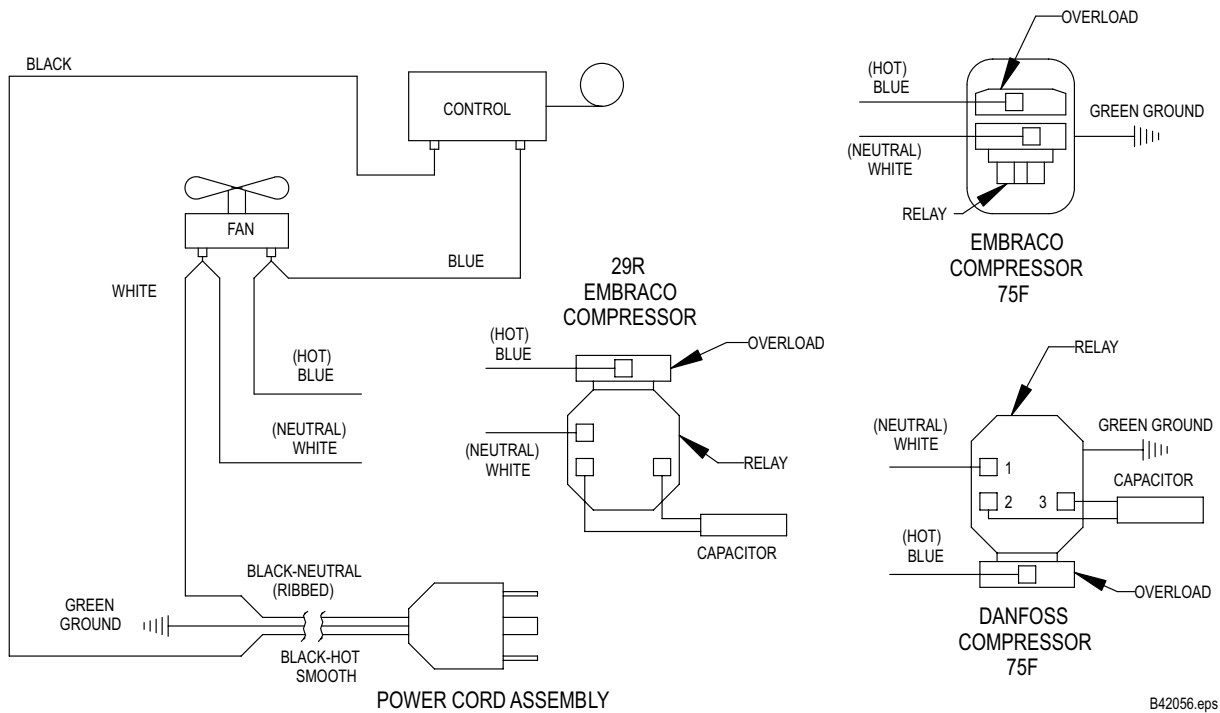 BLACK
CONTROL
FAN
BLUE
WHITE
(HOT)
BLUE
(NEUTRAL)
WHITE
BLACK-NEUTRAL
(RIBBED)
GREEN
GROUND
BLACK-HOT
SMOOTH
POWER CORD ASSEMBLY
29R
EMBRACO
COMPRESSOR
(HOT)
BLUE
OVERLOAD
(NEUTRAL)
WHITE
RELAY
CAPACITOR
OVERLOAD
(HOT)
BLUE
GREEN GROUND
(NEUTRAL)
WHITE
RELAY
EMBRACO
COMPRESSOR
75F
RELAY
(NEUTRAL)
WHITE
GREEN GROUND
1
CAPACITOR
2 3
(HOT)
BLUE
OVERLOAD
DANFOSS
COMPRESSOR
75F
B42056.eps